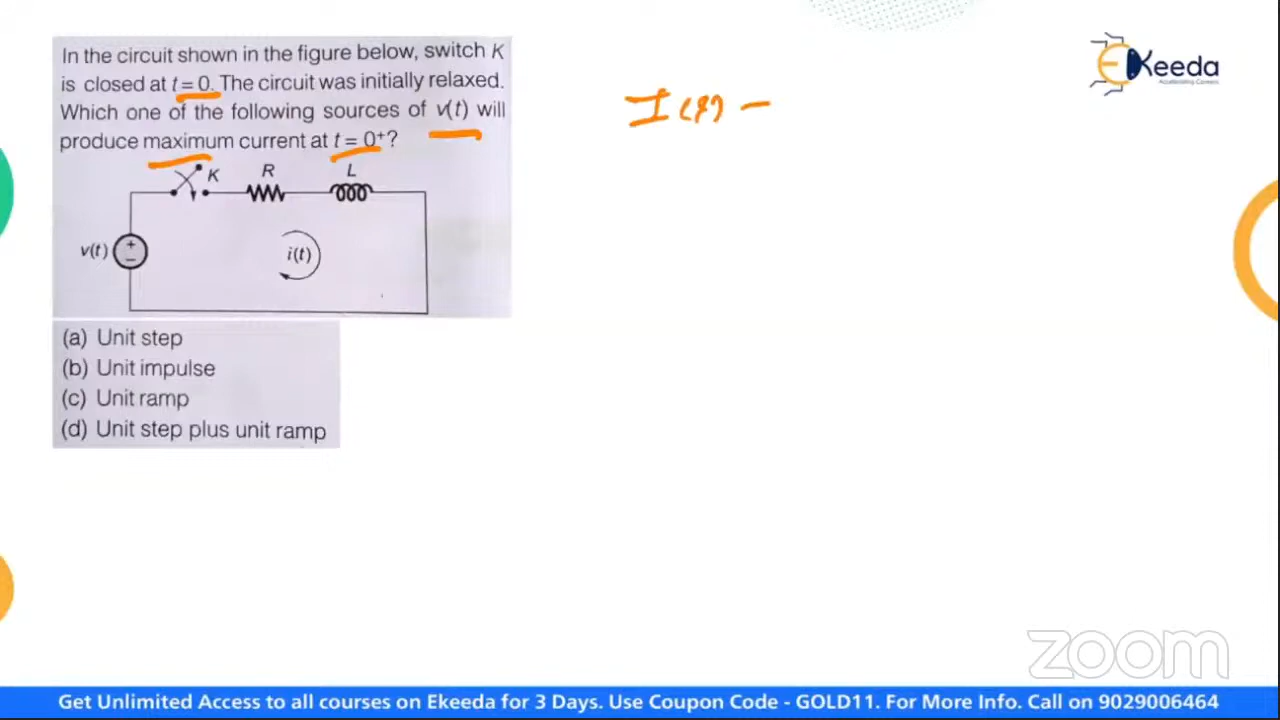 In the circuit shown in the figure below, switch K
is closed at t = 0. The circuit was initially relaxed.
Which one of the following sources of v(t) will
produce maximum current at t = 0⁺?
K
R
L
v(t)
+
−
i(t)
(a) Unit step
(b) Unit impulse
(c) Unit ramp
(d) Unit step plus unit ramp
EKeeda
I(s) –
zoom
Get Unlimited Access to all courses on Ekeeda for 3 Days. Use Coupon Code - GOLD11. For More Info. Call on 9029006464